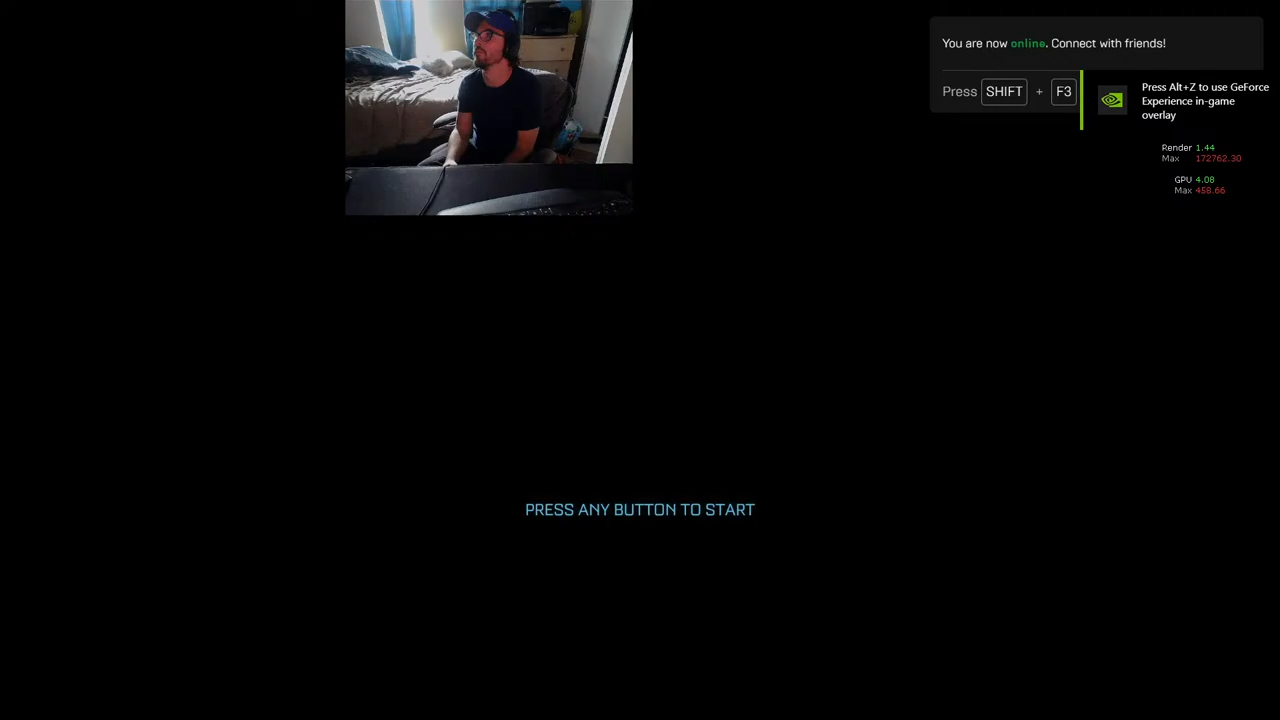 You are now online. Connect with friends!
Press SHIFT + F3
Press Alt+Z to use GeForce
Experience in-game
overlay
Render 1.44
Max 172762.30
GPU 4.08
Max 458.66
PRESS ANY BUTTON TO START